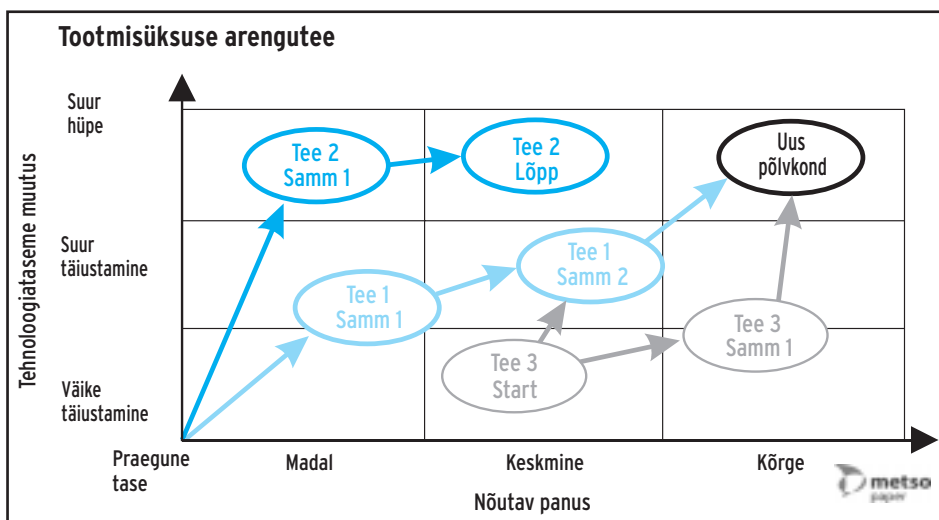 Tootmisüksuse arengutee
Tehnoloogiataseme muutus
Suur
hüpe
Suur
täiustamine
Väike
täiustamine
Tee 2
Samm 1
Tee 2
Lõpp
Uus
põlvkond
Tee 1
Samm 1
Tee 1
Samm 2
Tee 3
Start
Tee 3
Samm 1
Praegune
tase
Madal
Keskmine
Kõrge
Nõutav panus
metso
paper